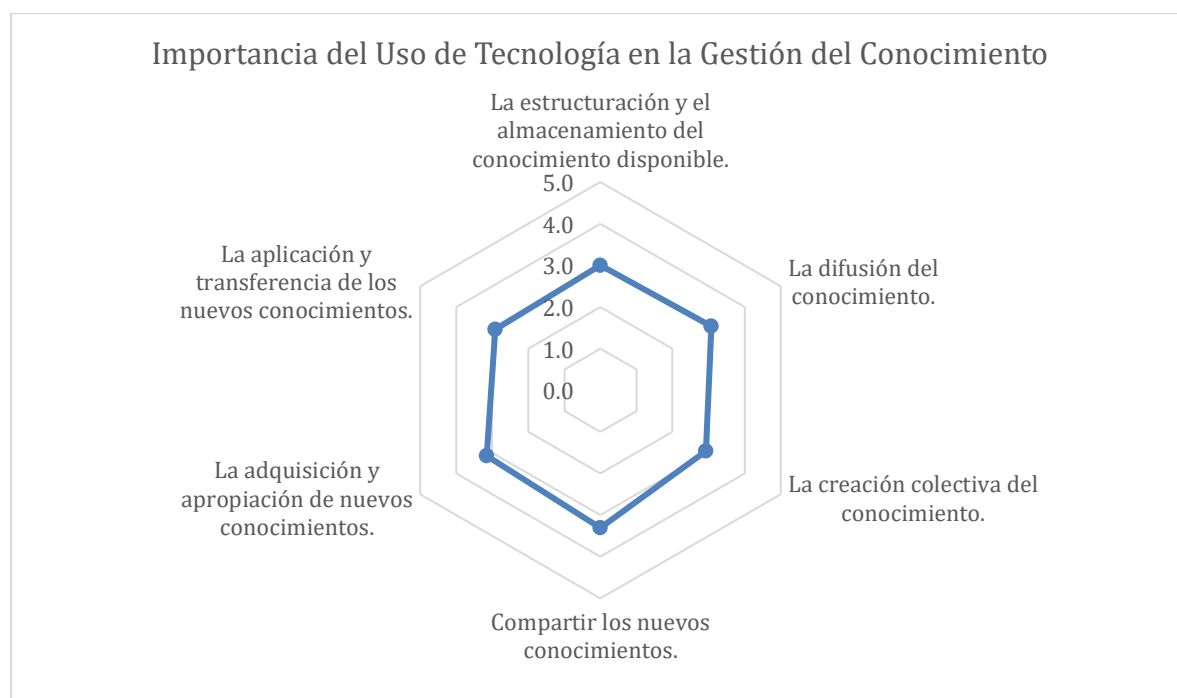 Importancia del Uso de Tecnología en la Gestión del Conocimiento
La estructuración y el
almacenamiento del
conocimiento disponible.
5.0
4.0
3.0
2.0
1.0
0.0
La difusión del
conocimiento.
La creación colectiva del
conocimiento.
Compartir los nuevos
conocimientos.
La adquisición y
apropiación de nuevos
conocimientos.
La aplicación y
transferencia de los
nuevos conocimientos.